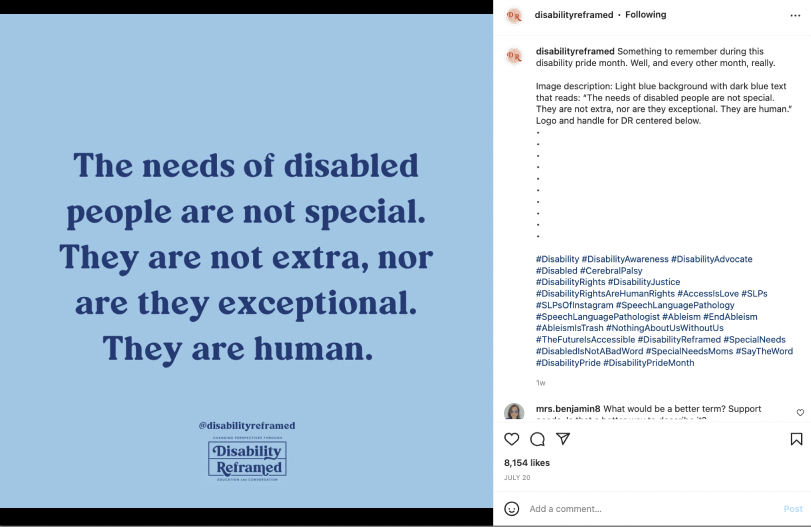 The needs of disabled
people are not special.
They are not extra, nor
are they exceptional.
They are human.
@disabilityreframed
CHANGING PERSPECTIVES THROUGH
Disability
Reframed
EDUCATION AND CONVERSATION
DR
disabilityreframed • Following
DR
disabilityreframed Something to remember during this
disability pride month. Well, and every other month, really.
Image description: Light blue background with dark blue text
that reads: “The needs of disabled people are not special.
They are not extra, nor are they exceptional. They are human.”
Logo and handle for DR centered below.
•
•
•
•
•
•
•
•
•
•
#Disability #DisabilityAwareness #DisabilityAdvocate
#Disabled #CerebralPalsy
#DisabilityRights #DisabilityJustice
#DisabilityRightsAreHumanRights #AccessIsLove #SLPs
#SLPsOfInstagram #SpeechLanguagePathology
#SpeechLanguagePathologist #Ableism #EndAbleism
#AbleismIsTrash #NothingAboutUsWithoutUs
#TheFutureIsAccessible #DisabilityReframed #SpecialNeeds
#DisabledIsNotABadWord #SpecialNeedsMoms #SayTheWord
#DisabilityPride #DisabilityPrideMonth
1w
mrs.benjamin8 What would be a better term? Support
8,154 likes
JULY 20
Add a comment...
Post